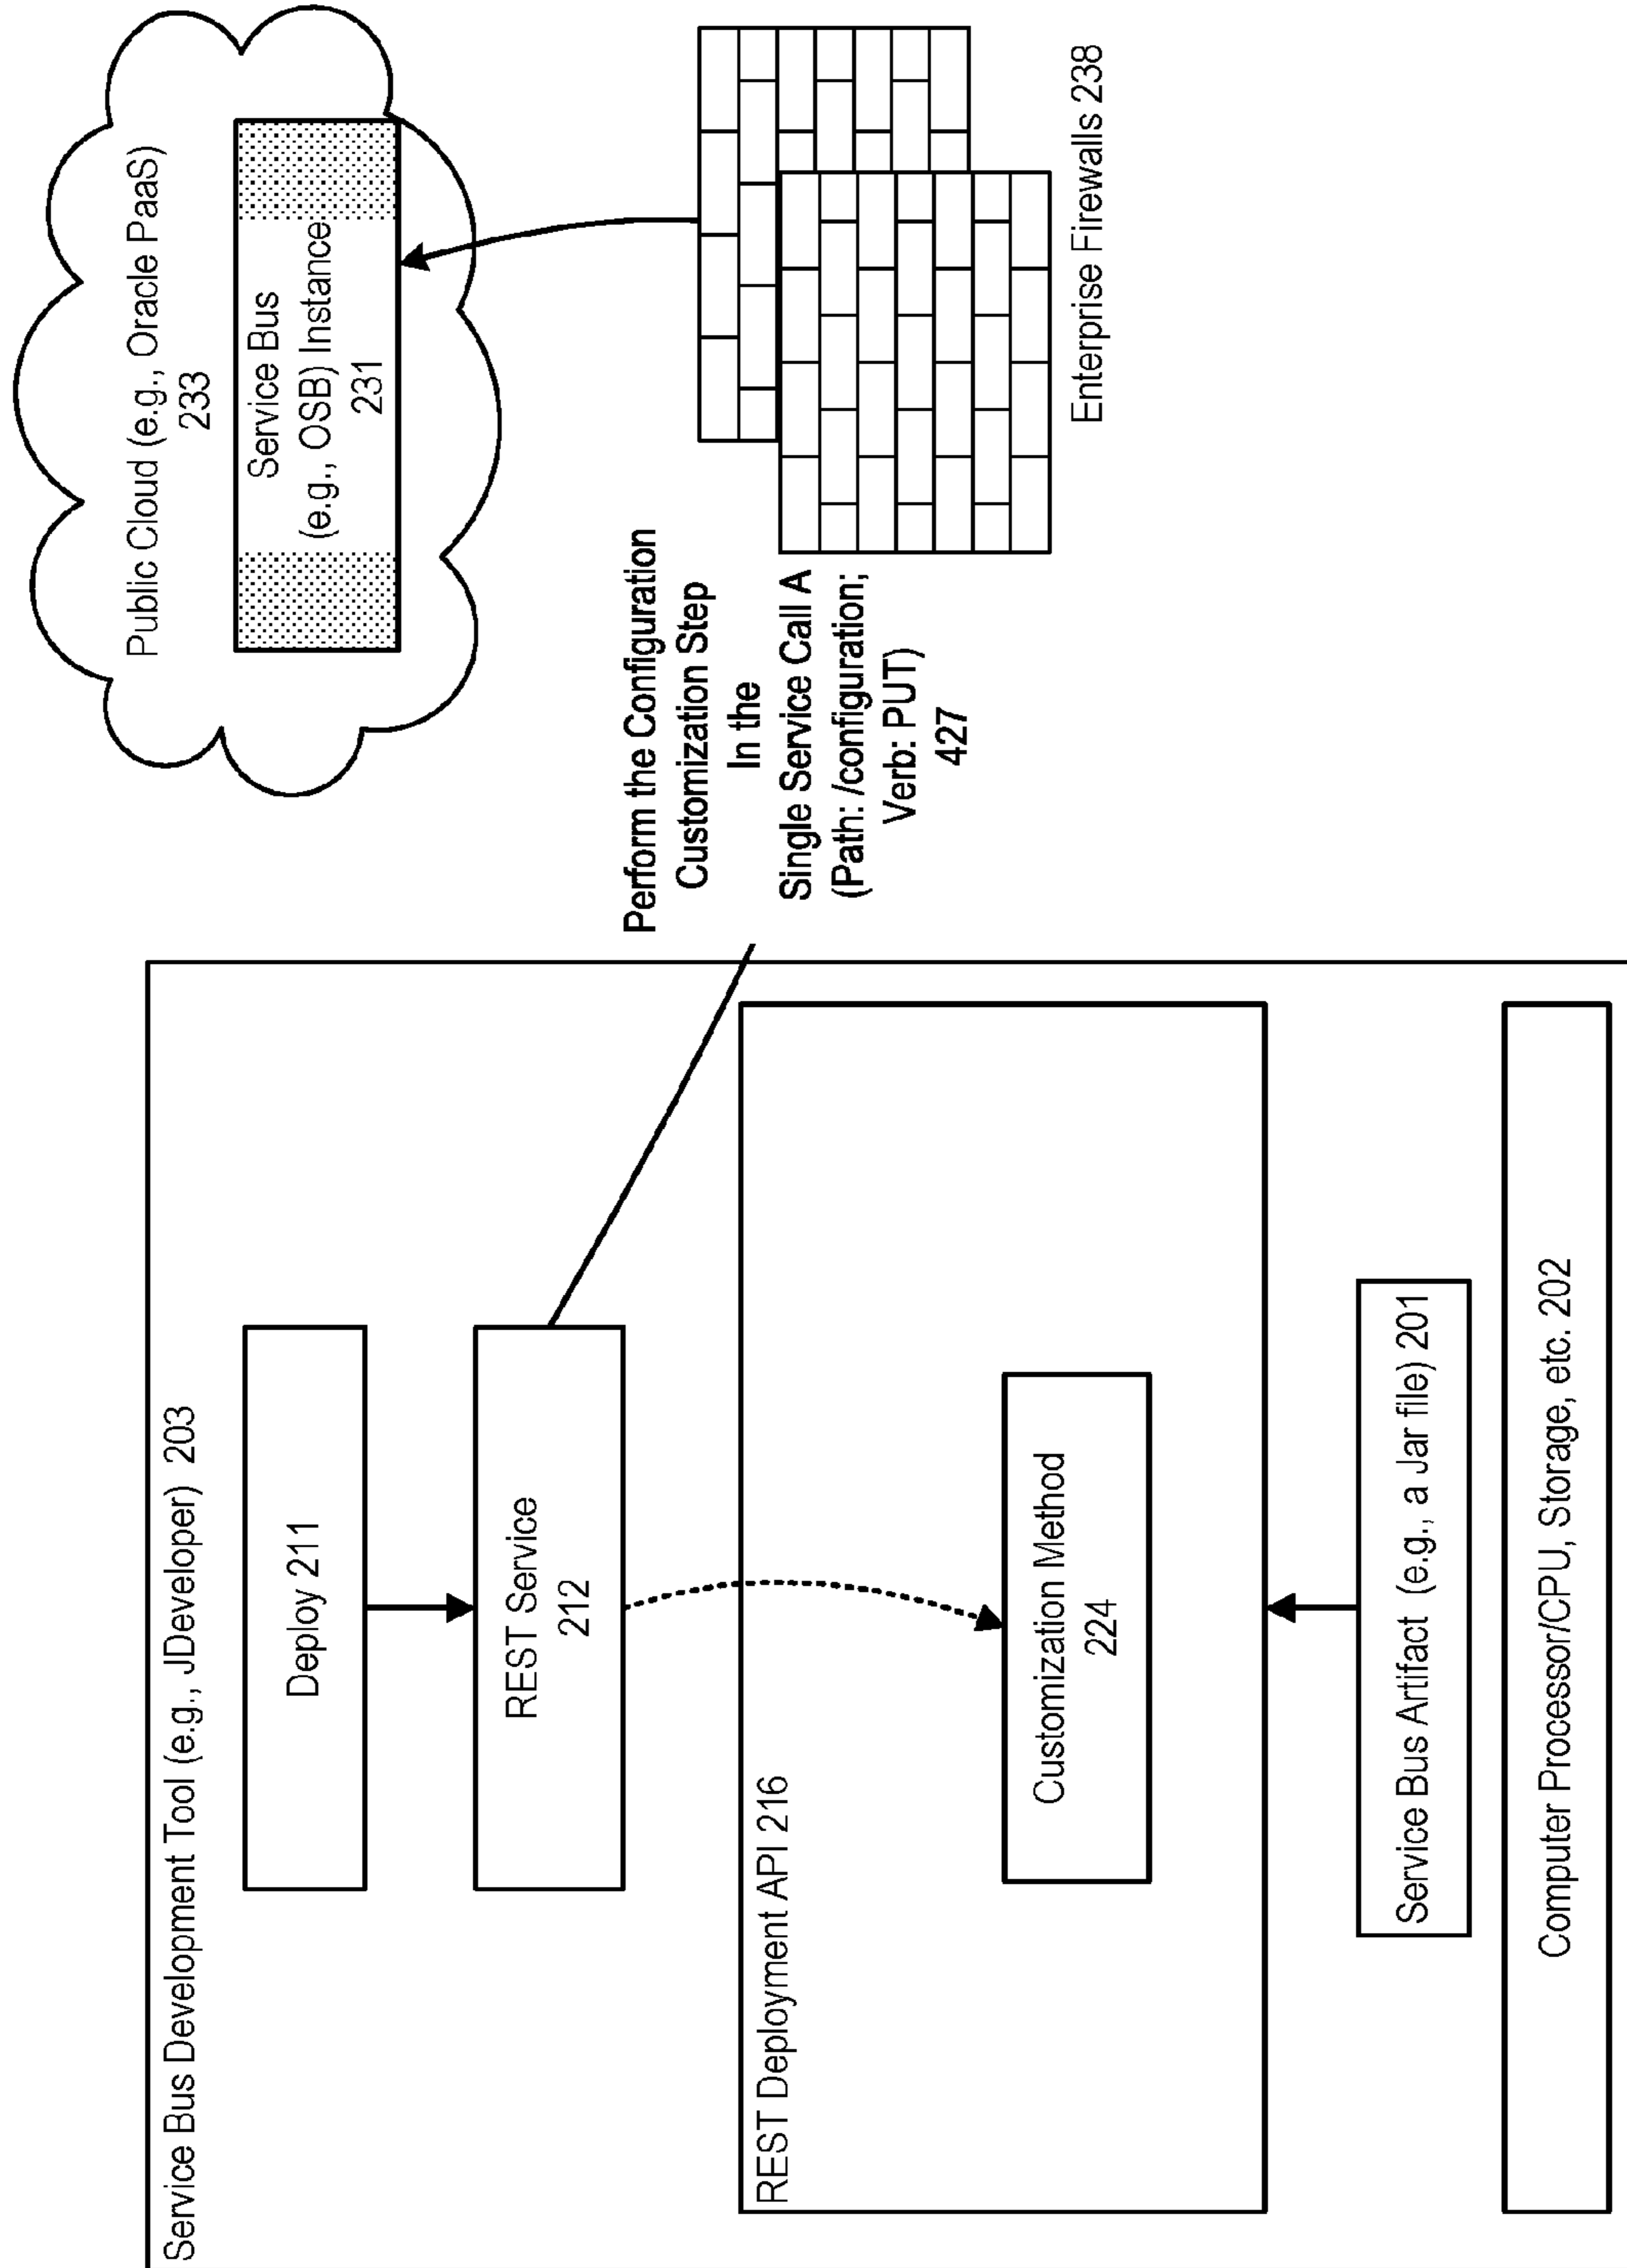 Service Bus Development Tool (e.g., JDeveloper) 203
Deploy 211
REST Service
212
REST Deployment API 216
Customization Method
224
Service Bus Artifact (e.g., a Jar file) 201
Computer Processor/CPU, Storage, etc. 202
Public Cloud (e.g., Oracle PaaS)
233
Service Bus
(e.g., OSB) Instance
231
Perform the Configuration
Customization Step
In the
Single Service Call A
(Path: /configuration;
Verb: PUT)
427
Enterprise Firewalls 238